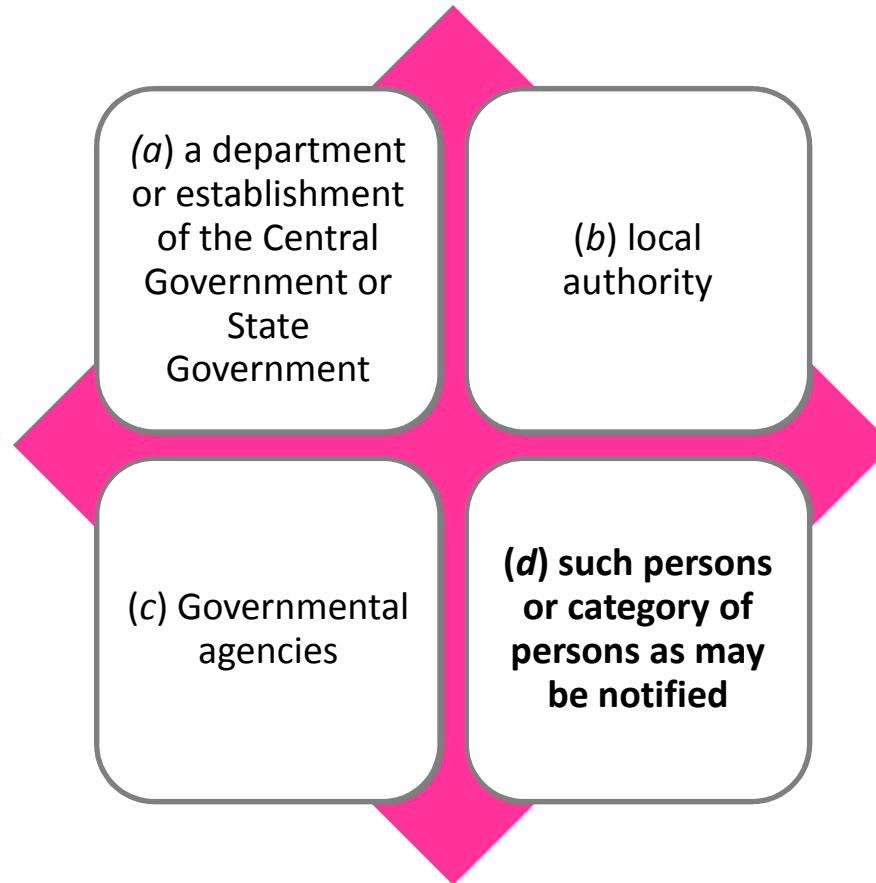 (a) a department
or establishment
of the Central
Government or
State
Government
(b) local
authority
(c) Governmental
agencies
(d) such persons
or category of
persons as may
be notified